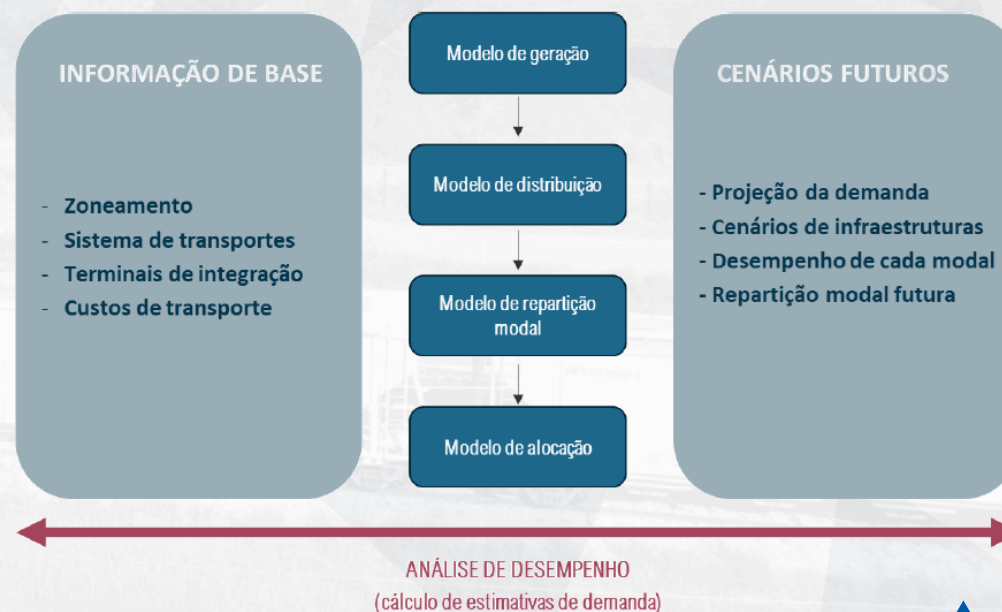 INFORMAÇÃO DE BASE
- Zoneamento
- Sistema de transportes
- Terminais de integração
- Custos de transporte
Modelo de geração
Modelo de distribuição
Modelo de repartição
modal
Modelo de alocação
CENÁRIOS FUTUROS
- Projeção da demanda
- Cenários de infraestruturas
- Desempenho de cada modal
- Repartição modal futura
ANÁLISE DE DESEMPENHO
(cálculo de estimativas de demanda)